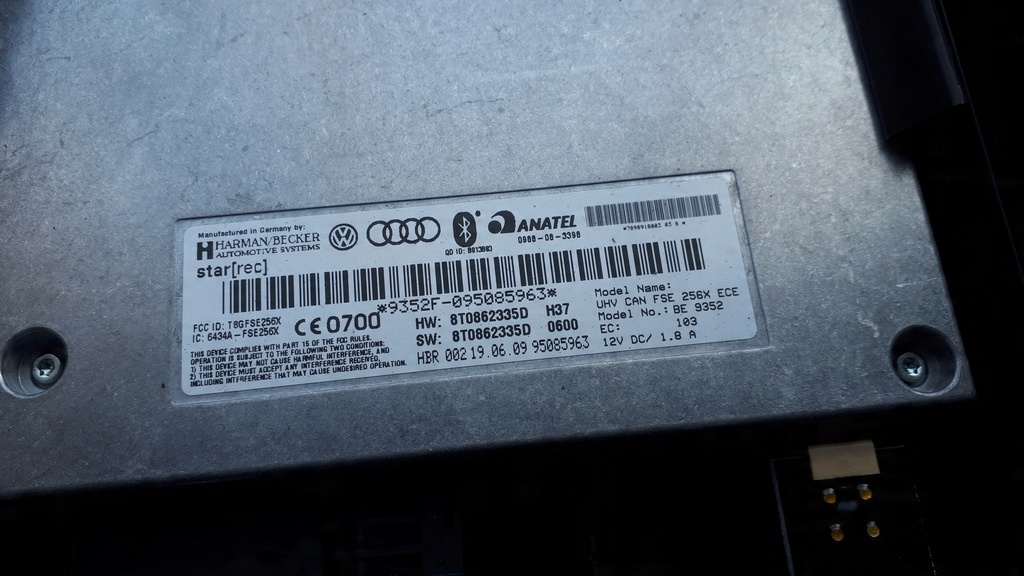 Manufactured in Germany by:
HARMAN/BECKER
AUTOMOTIVE SYSTEMS
star[rec]
QD ID: B013083
ANATEL
0986-08-3398
*9352F-095085963*
FCC ID: T8GFSE256X
IC: 6434A-FSE256X
CE 0700
HW: 8T0862335D H37
SW: 8T0862335D 0600
HBR 002 19.06.09 95085963
THIS DEVICE COMPLIES WITH PART 15 OF THE FCC RULES.
OPERATION IS SUBJECT TO THE FOLLOWING TWO CONDITIONS:
1) THIS DEVICE MAY NOT CAUSE HARMFUL INTERFERENCE, AND
2) THIS DEVICE MUST ACCEPT ANY INTERFERENCE RECEIVED,
INCLUDING INTERFERENCE THAT MAY CAUSE UNDESIRED OPERATION.
Model Name:
UHV CAN FSE 256X ECE
Model No.: BE 9352
EC: 103
12V DC/ 1.8 A